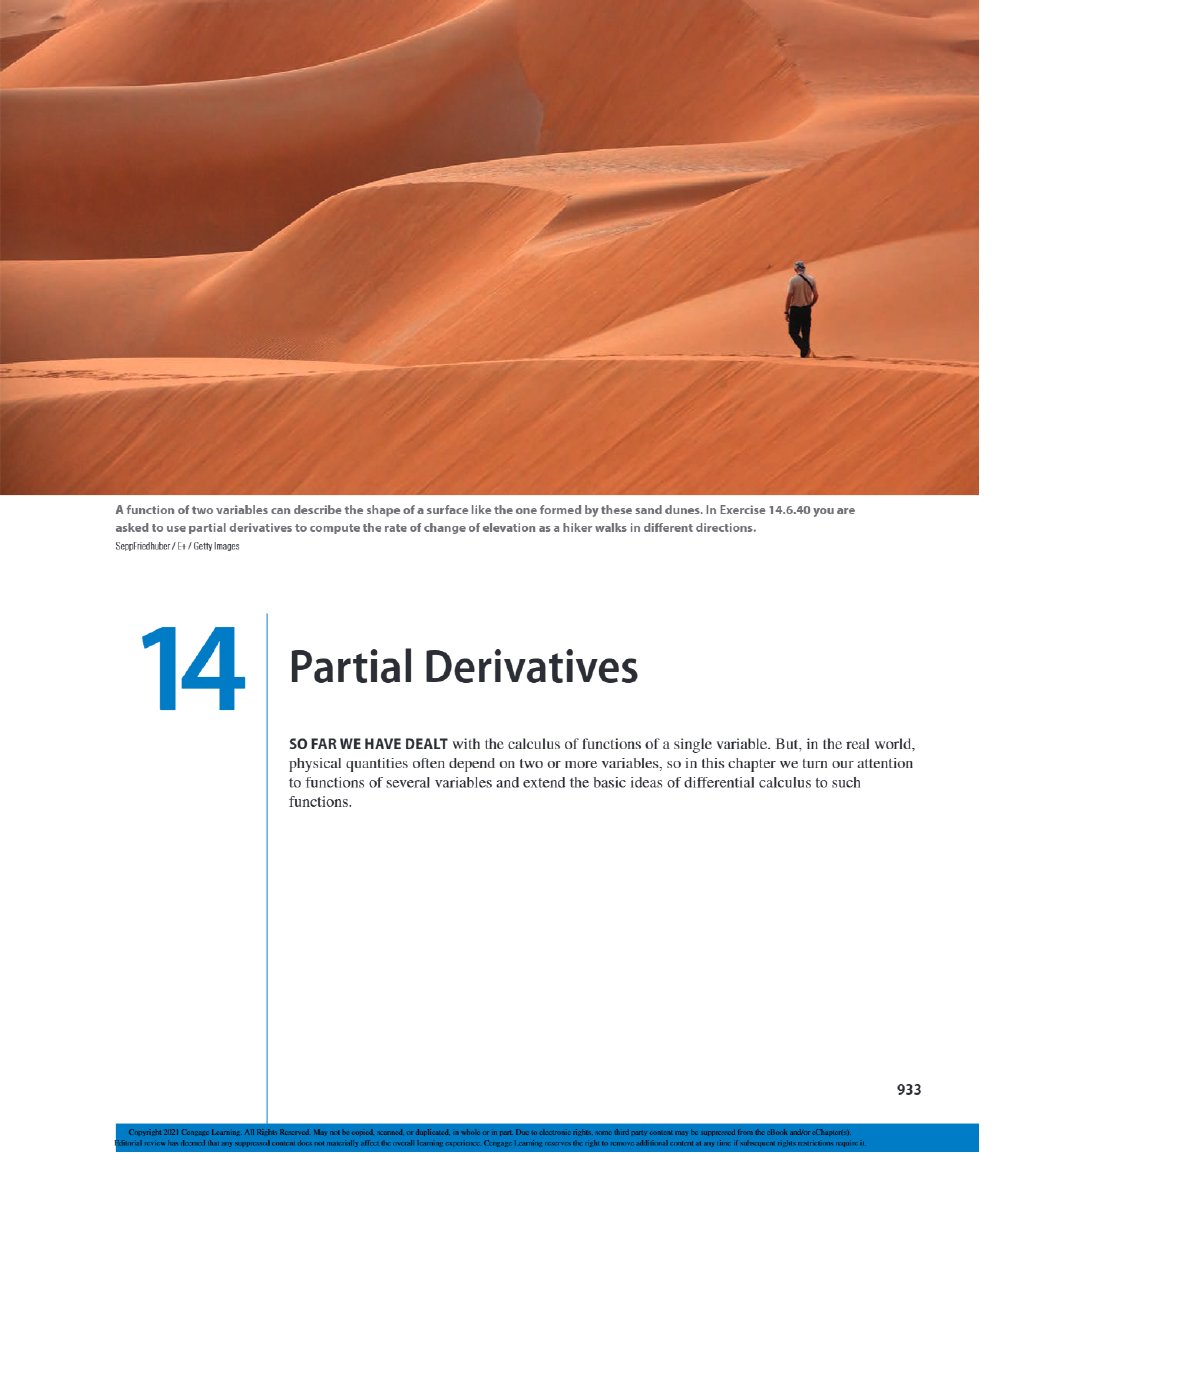 A function of two variables can describe the shape of a surface like the one formed by these sand dunes. In Exercise 14.6.40 you are
asked to use partial derivatives to compute the rate of change of elevation as a hiker walks in different directions.
SeppFriedhuber / E+ / Getty Images
14
Partial Derivatives
SO FAR WE HAVE DEALT with the calculus of functions of a single variable. But, in the real world,
physical quantities often depend on two or more variables, so in this chapter we turn our attention
to functions of several variables and extend the basic ideas of differential calculus to such
functions.
933
Copyright 2021 Cengage Learning. All Rights Reserved. May not be copied, scanned, or duplicated, in whole or in part. Due to electronic rights, some third party content may be suppressed from the eBook and/or eChapter(s).
Editorial review has deemed that any suppressed content does not materially affect the overall learning experience. Cengage Learning reserves the right to remove additional content at any time if subsequent rights restrictions require it.